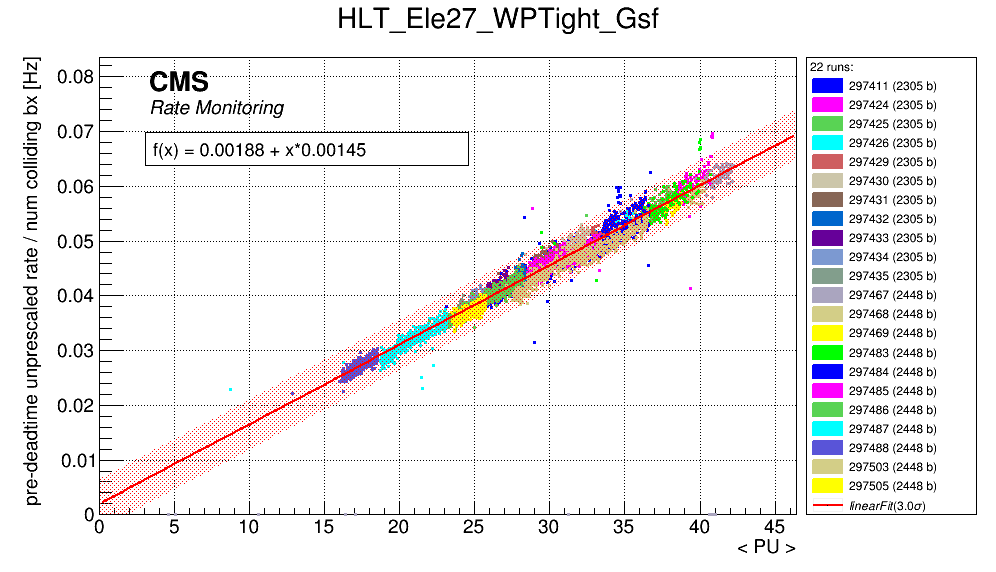 HLT_Ele27_WPTight_Gsf
pre-deadtime unprescaled rate / num colliding bx [Hz]
0.08
0.07
0.06
0.05
0.04
0.03
0.02
0.01
0
CMS
Rate Monitoring
f(x) = 0.00188 + x*0.00145
0 5 10 15 20 25 30 35 40 45
< PU >
22 runs:
297411 (2305 b)
297424 (2305 b)
297425 (2305 b)
297426 (2305 b)
297429 (2305 b)
297430 (2305 b)
297431 (2305 b)
297432 (2305 b)
297433 (2305 b)
297434 (2305 b)
297435 (2305 b)
297467 (2448 b)
297468 (2448 b)
297469 (2448 b)
297483 (2448 b)
297484 (2448 b)
297485 (2448 b)
297486 (2448 b)
297487 (2448 b)
297488 (2448 b)
297503 (2448 b)
297505 (2448 b)
linearFit(3.0σ)